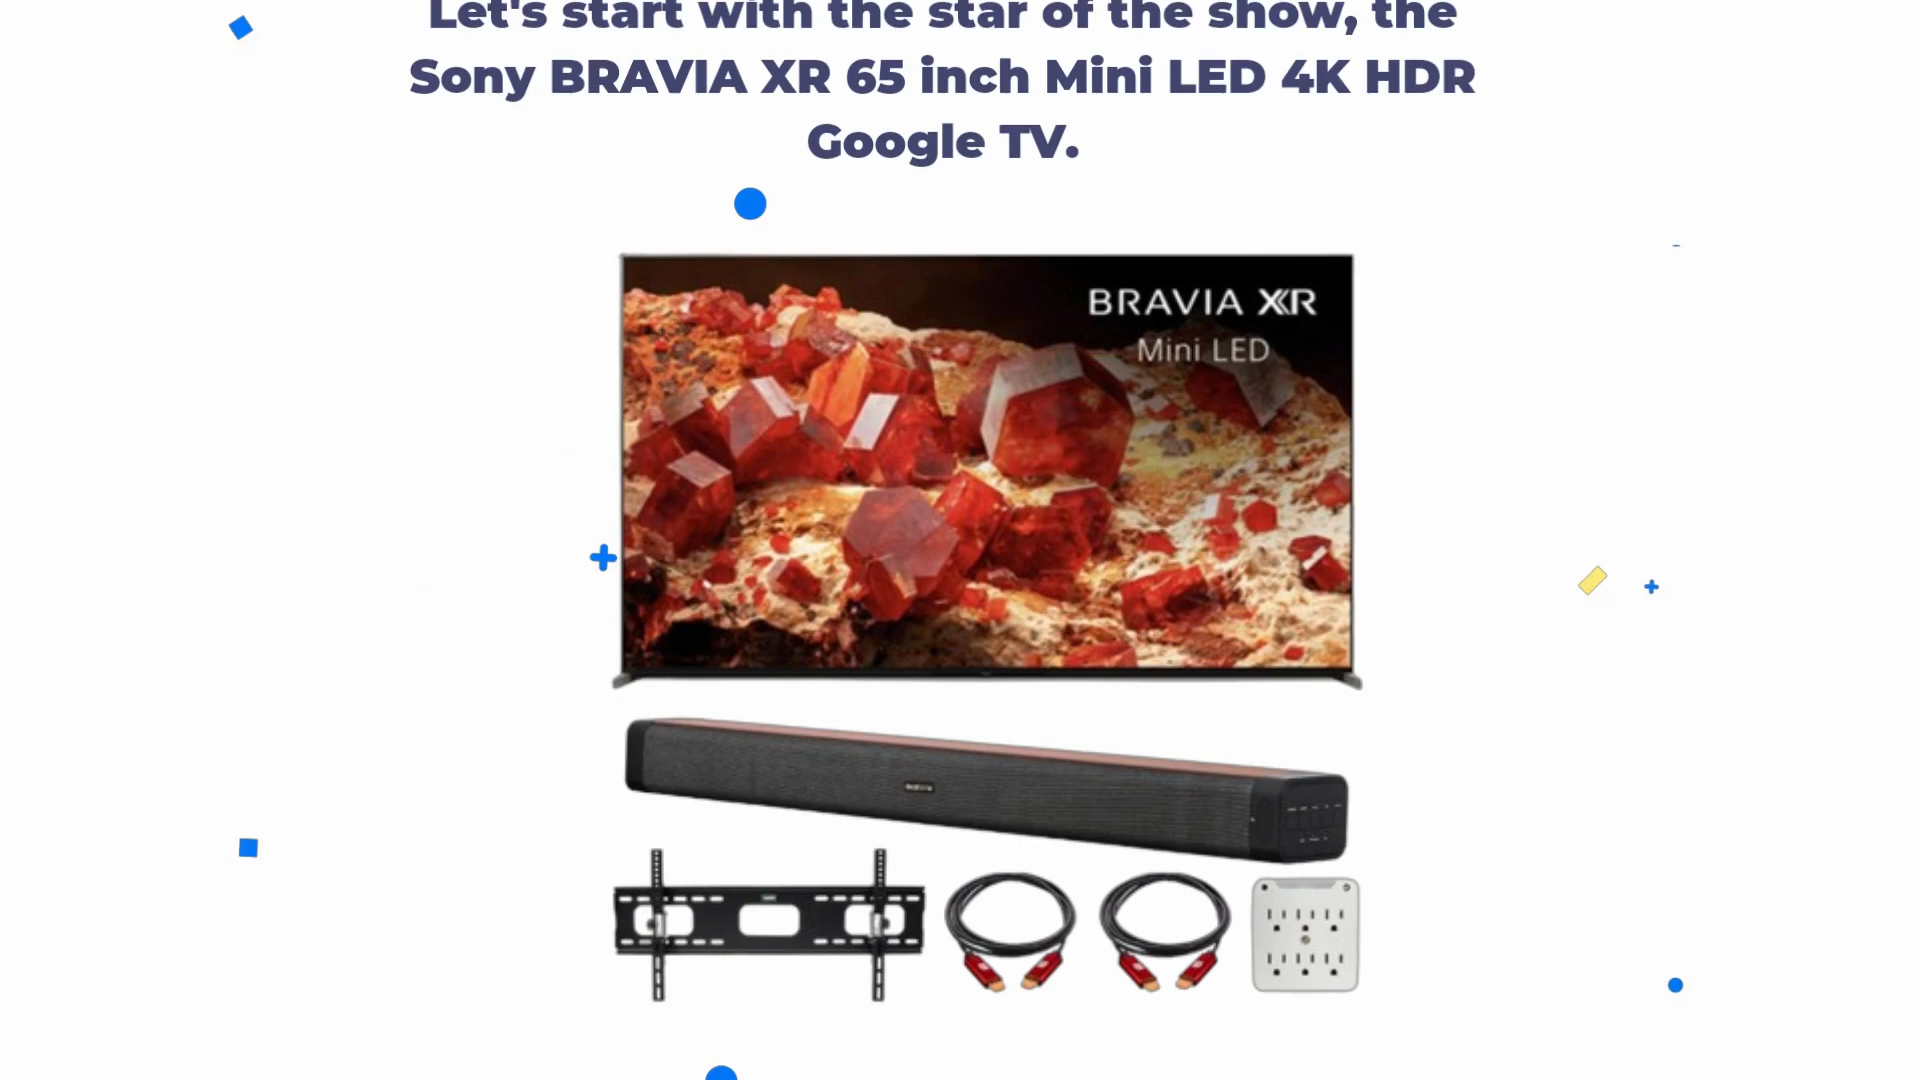 Let's start with the star of the show, the
Sony BRAVIA XR 65 inch Mini LED 4K HDR
Google TV.
BRAVIA XR
Mini LED